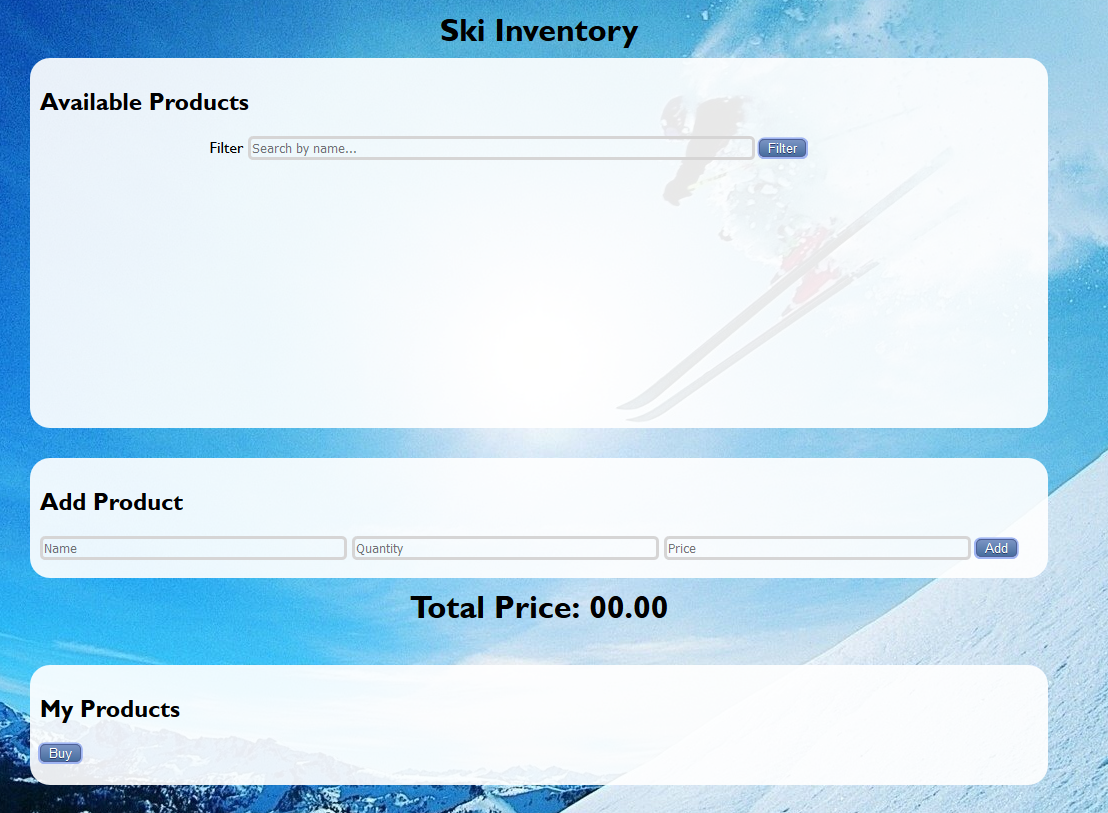 Ski Inventory
Available Products
Filter Search by name... Filter
Add Product
Name Quantity Price Add
Total Price: 00.00
My Products
Buy